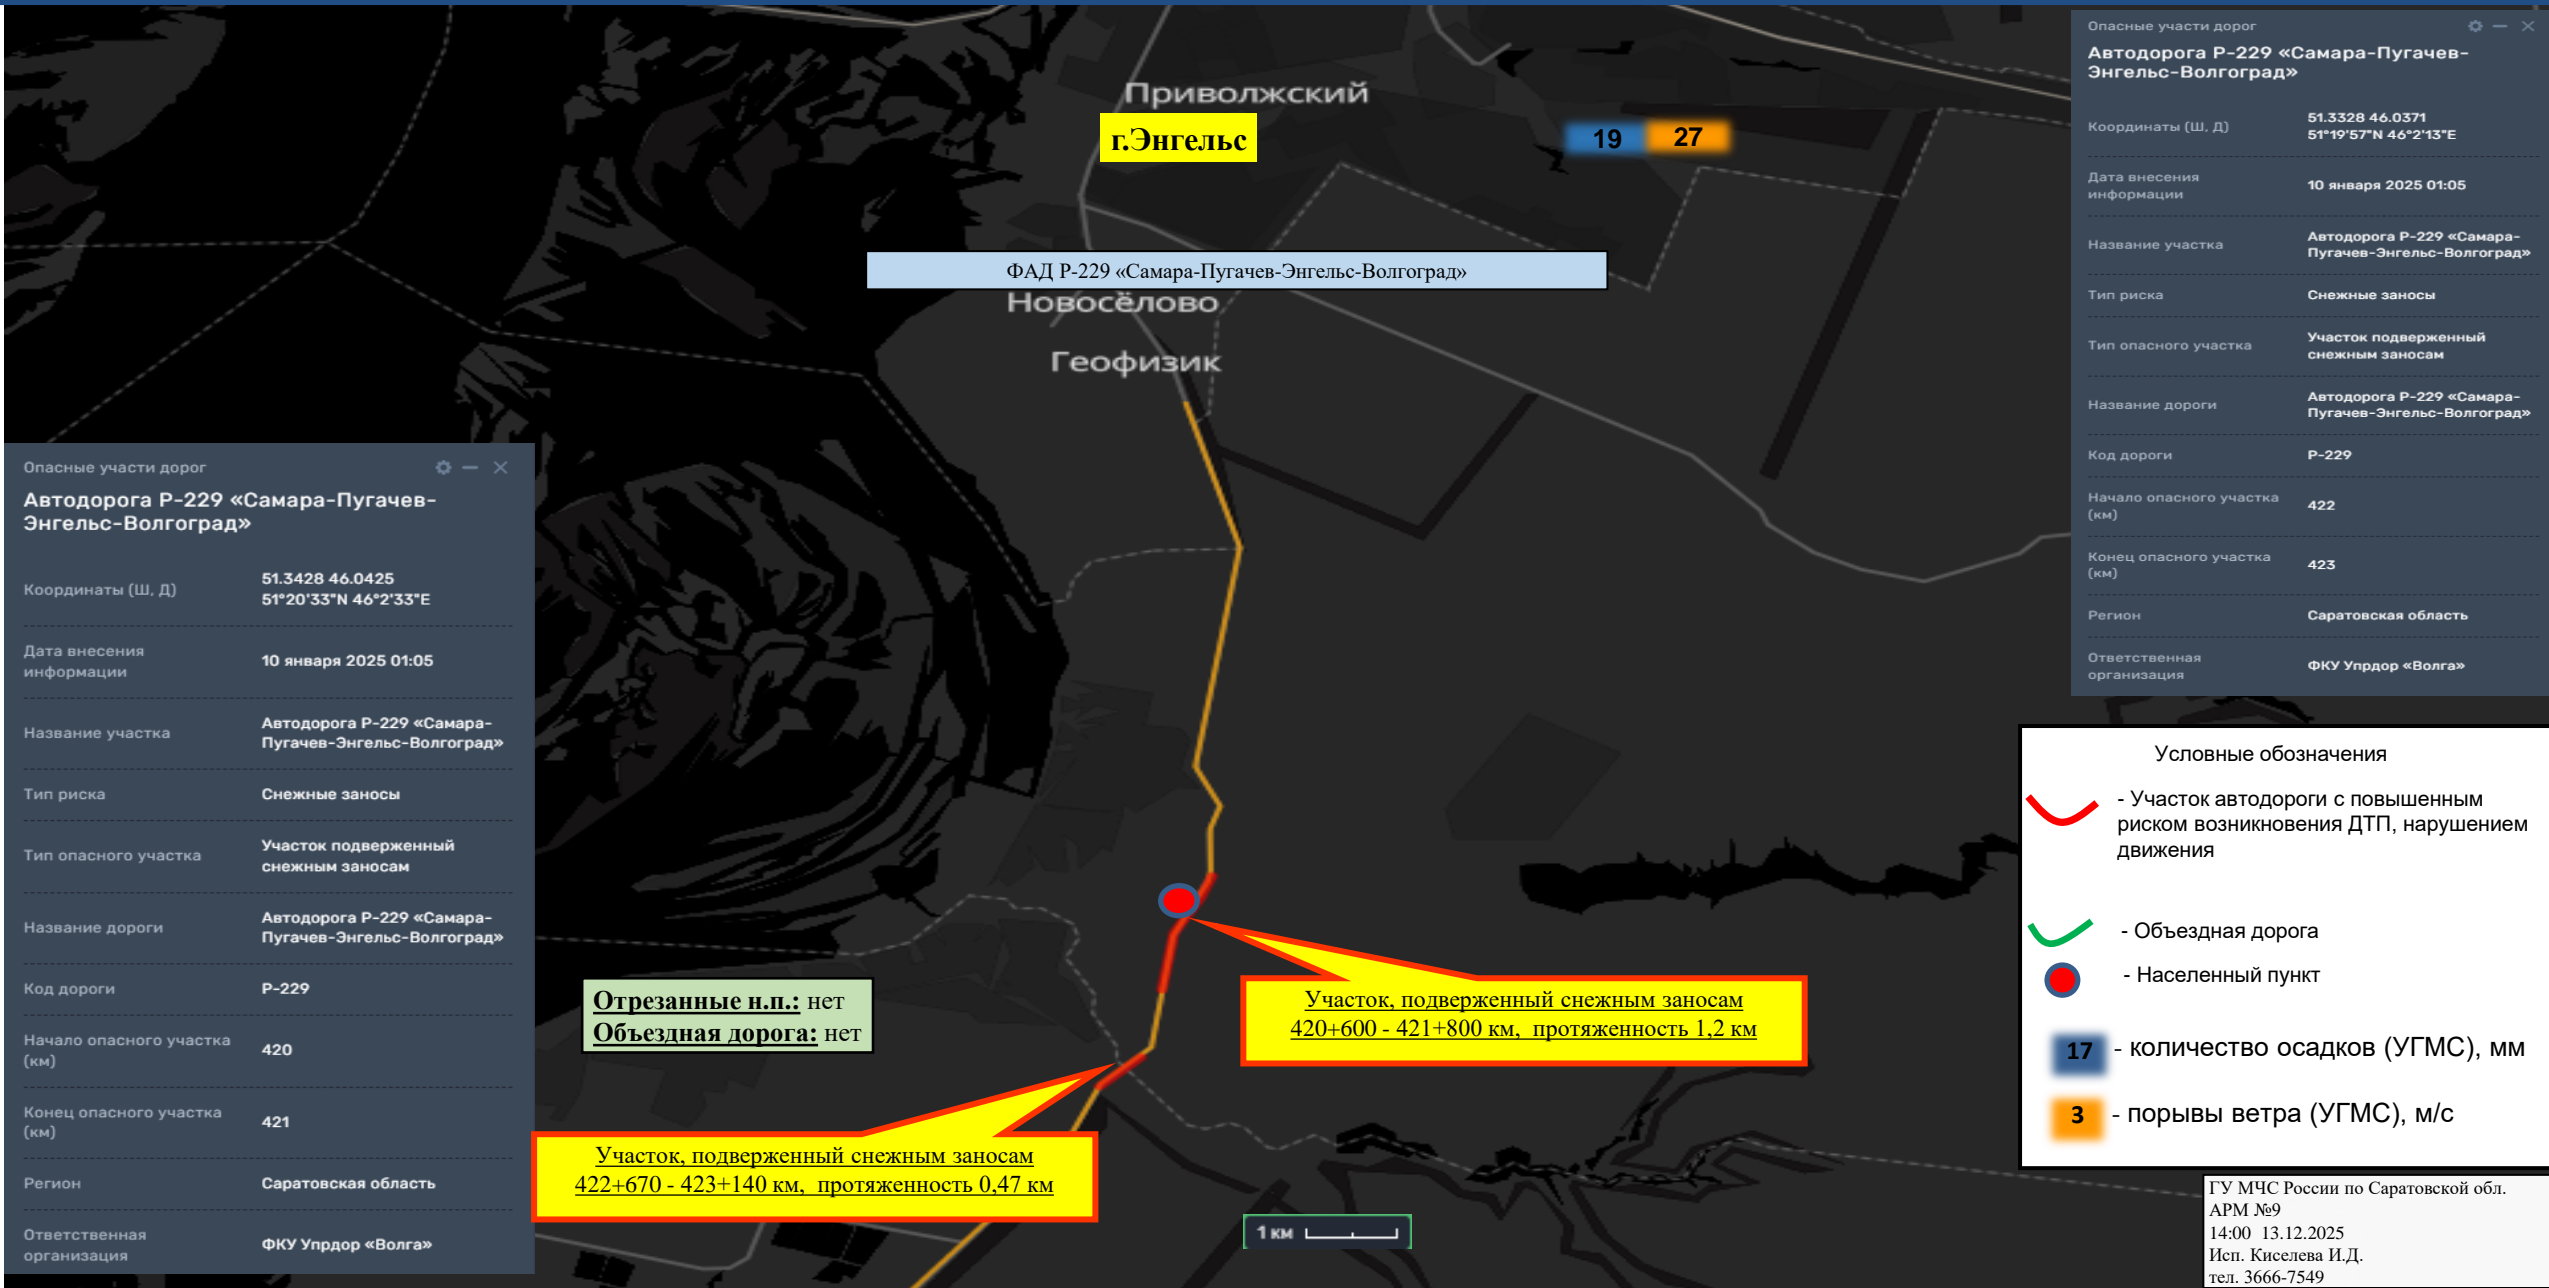 Приволжский
г.Энгельс
19 27
ФАД Р-229 «Самара-Пугачев-Энгельс-Волгоград»
Новосёлово
Геофизик
Опасные участи дорог
Автодорога Р-229 «Самара-Пугачев-
Энгельс-Волгоград»
Координаты (Ш, Д)
51.3428 46.0425
51°20'33"N 46°2'33"E
Дата внесения
информации
10 января 2025 01:05
Название участка
Автодорога Р-229 «Самара-
Пугачев-Энгельс-Волгоград»
Тип риска
Снежные заносы
Тип опасного участка
Участок подверженный
снежным заносам
Название дороги
Автодорога Р-229 «Самара-
Пугачев-Энгельс-Волгоград»
Код дороги
Р-229
Начало опасного участка
(км)
420
Конец опасного участка
(км)
421
Регион
Саратовская область
Ответственная
организация
ФКУ Упрдор «Волга»
Отрезанные н.п.: нет
Объездная дорога: нет
Участок, подверженный снежным заносам
420+600 - 421+800 км, протяженность 1,2 км
Участок, подверженный снежным заносам
422+670 - 423+140 км, протяженность 0,47 км
1 км
Опасные участи дорог
Автодорога Р-229 «Самара-Пугачев-
Энгельс-Волгоград»
Координаты (Ш, Д)
51.3328 46.0371
51°19'57"N 46°2'13"E
Дата внесения
информации
10 января 2025 01:05
Название участка
Автодорога Р-229 «Самара-
Пугачев-Энгельс-Волгоград»
Тип риска
Снежные заносы
Тип опасного участка
Участок подверженный
снежным заносам
Название дороги
Автодорога Р-229 «Самара-
Пугачев-Энгельс-Волгоград»
Код дороги
Р-229
Начало опасного участка
(км)
422
Конец опасного участка
(км)
423
Регион
Саратовская область
Ответственная
организация
ФКУ Упрдор «Волга»
Условные обозначения
- Участок автодороги с повышенным
риском возникновения ДТП, нарушением
движения
- Объездная дорога
- Населенный пункт
17 - количество осадков (УГМС), мм
3 - порывы ветра (УГМС), м/с
ГУ МЧС России по Саратовской обл.
АРМ №9
14:00 13.12.2025
Исп. Киселева И.Д.
тел. 3666-7549